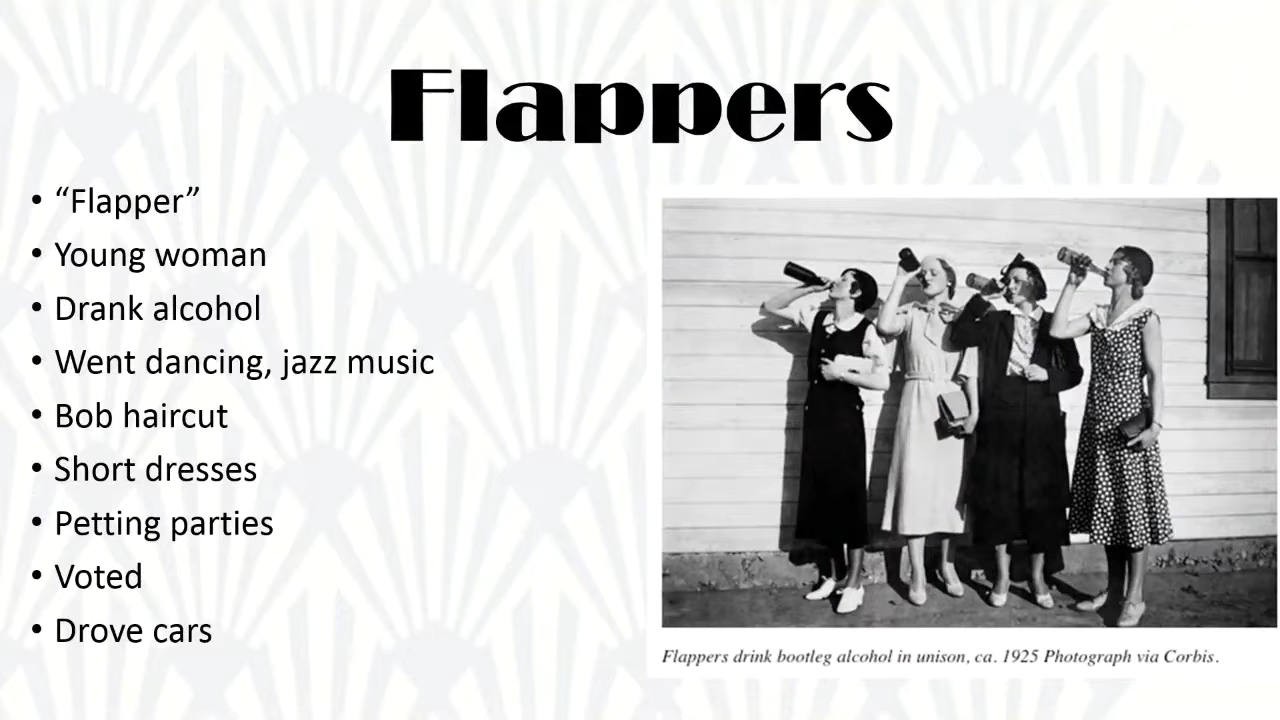 Flappers
• “Flapper”
• Young woman
• Drank alcohol
• Went dancing, jazz music
• Bob haircut
• Short dresses
• Petting parties
• Voted
• Drove cars
Flappers drink bootleg alcohol in unison, ca. 1925 Photograph via Corbis.